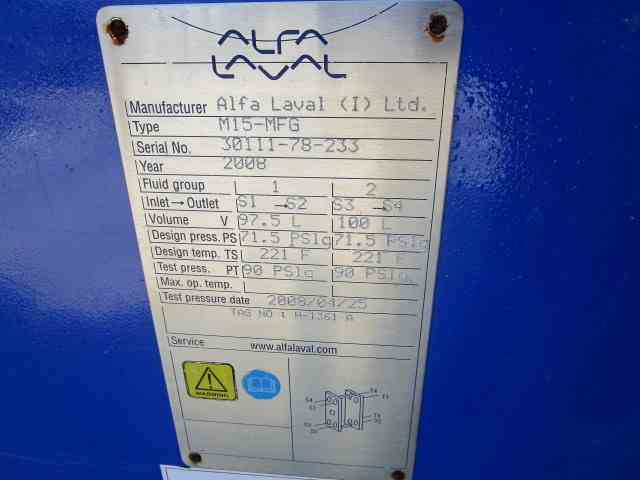 ALFA
LAVAL
Manufacturer Alfa Laval (I) Ltd.
Type M15-MFG
Serial No. 30111-78-233
Year 2008
Fluid group 1 2
Inlet → Outlet S1 → S2 S3 → S4
Volume V 97.5 L 100 L
Design press. PS 71.5 PSIg 71.5 PSIg
Design temp. TS 221 F 221 F
Test press. PT 90 PSIg 90 PSIg
Max. op. temp.
Test pressure date 2008/04/25
TAG NO : H-1361 A
Service www.alfalaval.com
WARNING!